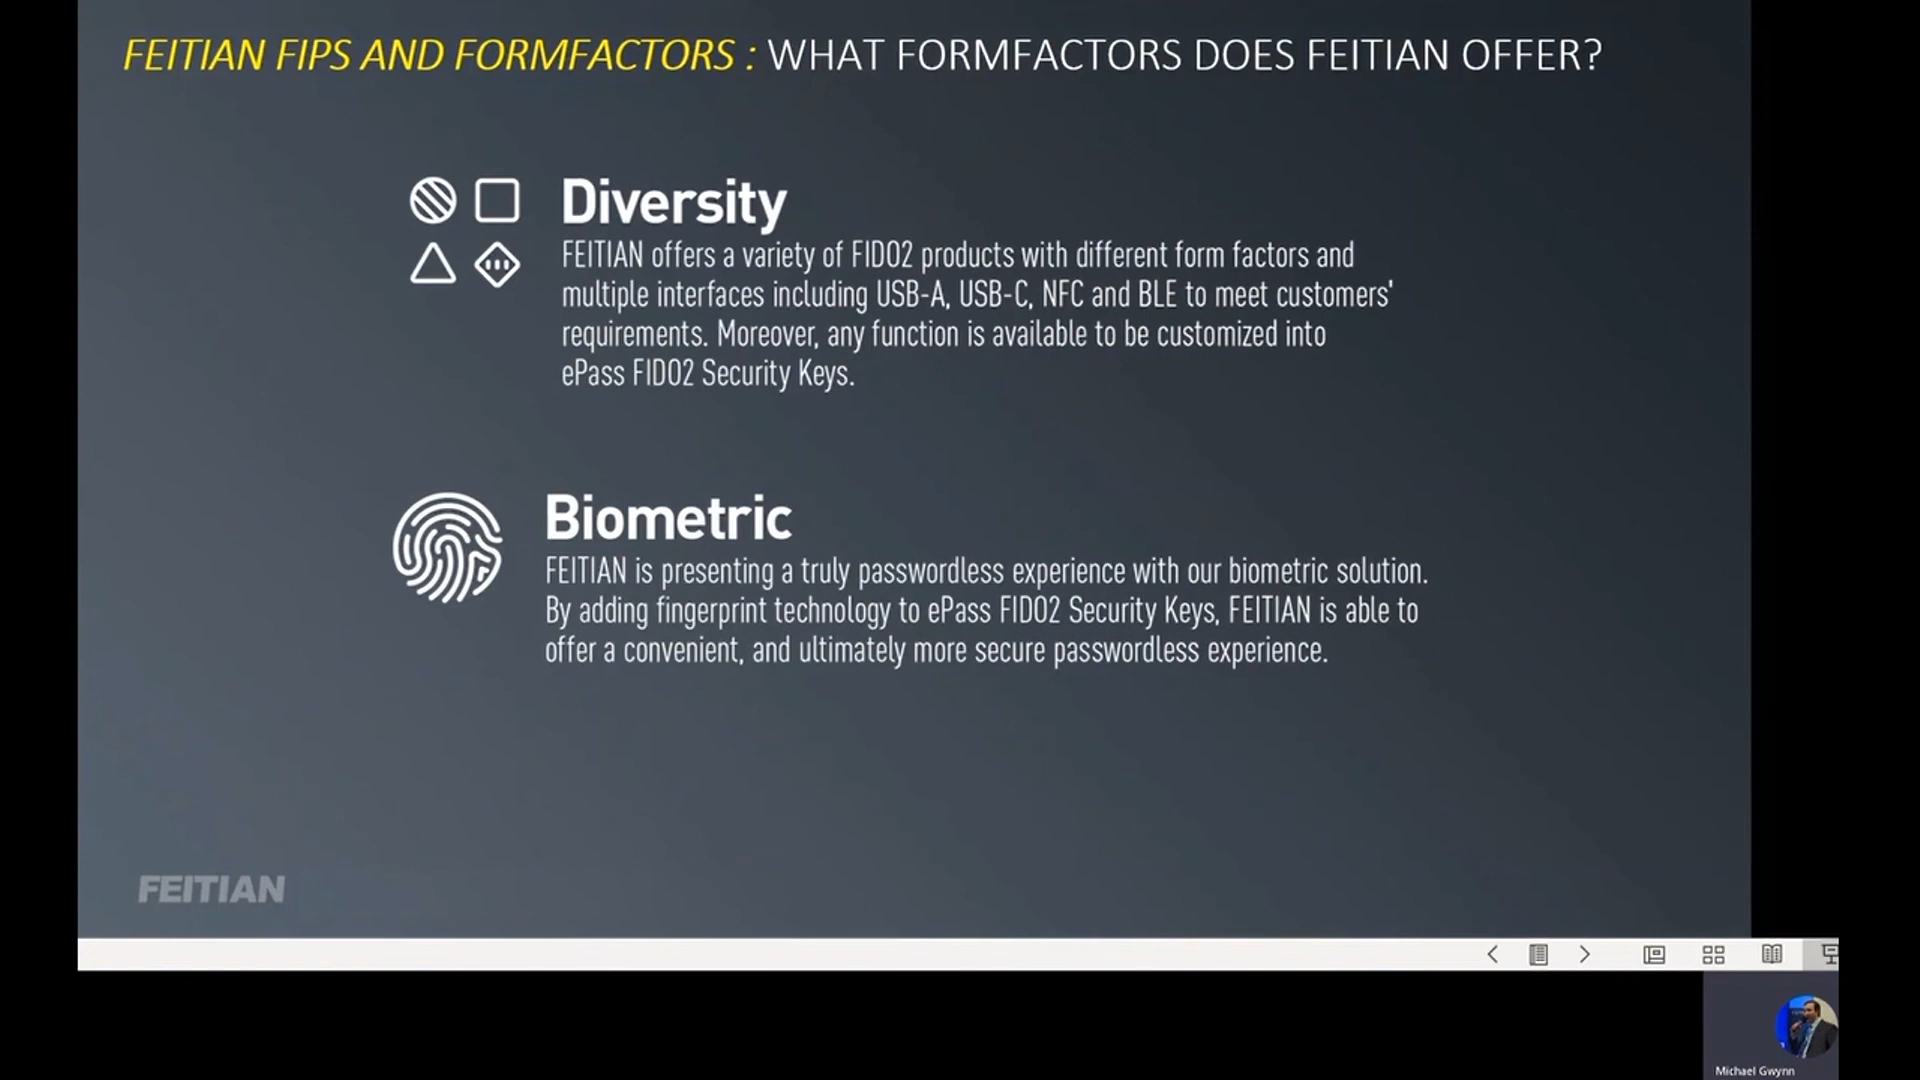 FEITIAN FIPS AND FORMFACTORS : WHAT FORMFACTORS DOES FEITIAN OFFER?
Diversity
FEITIAN offers a variety of FIDO2 products with different form factors and
multiple interfaces including USB-A, USB-C, NFC and BLE to meet customers'
requirements. Moreover, any function is available to be customized into
ePass FIDO2 Security Keys.
Biometric
FEITIAN is presenting a truly passwordless experience with our biometric solution.
By adding fingerprint technology to ePass FIDO2 Security Keys, FEITIAN is able to
offer a convenient, and ultimately more secure passwordless experience.
FEITIAN
Michael Gwynn